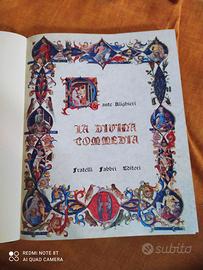 Dante Alighieri
LA DIVINA
COMMEDIA
Fratelli Fabbri Editori
REDMI NOTE 8T
AI QUAD CAMERA
subito